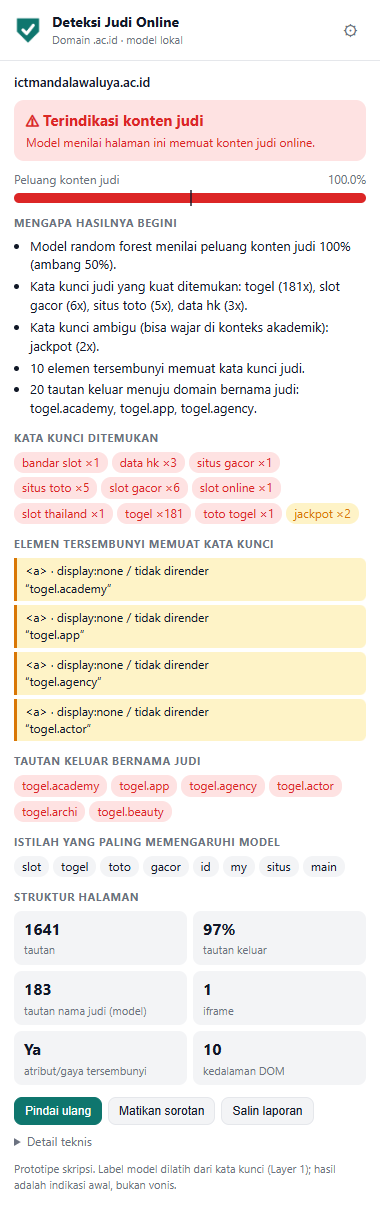 Deteksi Judi Online
Domain .ac.id · model lokal
ictmandalawaluya.ac.id
⚠ Terindikasi konten judi
Model menilai halaman ini memuat konten judi online.
Peluang konten judi 100.0%
MENGAPA HASILNYA BEGINI
• Model random forest menilai peluang konten judi 100%
(ambang 50%).
• Kata kunci judi yang kuat ditemukan: togel (181x), slot
gacor (6x), situs toto (5x), data hk (3x).
• Kata kunci ambigu (bisa wajar di konteks akademik):
jackpot (2x).
• 10 elemen tersembunyi memuat kata kunci judi.
• 20 tautan keluar menuju domain bernama judi:
togel.academy, togel.app, togel.agency.
KATA KUNCI DITEMUKAN
bandar slot ×1 data hk ×3 situs gacor ×1
situs toto ×5 slot gacor ×6 slot online ×1
slot thailand ×1 togel ×181 toto togel ×1 jackpot ×2
ELEMEN TERSEMBUNYI MEMUAT KATA KUNCI
<a> · display:none / tidak dirender
“togel.academy”
<a> · display:none / tidak dirender
“togel.app”
<a> · display:none / tidak dirender
“togel.agency”
<a> · display:none / tidak dirender
“togel.actor”
TAUTAN KELUAR BERNAMA JUDI
togel.academy togel.app togel.agency togel.actor
togel.archi togel.beauty
ISTILAH YANG PALING MEMENGARUHI MODEL
slot togel toto gacor id my situs main
STRUKTUR HALAMAN
1641 97%
tautan tautan keluar
183 1
tautan nama judi (model) iframe
Ya 10
atribut/gaya tersembunyi kedalaman DOM
Pindai ulang Matikan sorotan Salin laporan
▶ Detail teknis
Prototipe skripsi. Label model dilatih dari kata kunci (Layer 1); hasil
adalah indikasi awal, bukan vonis.